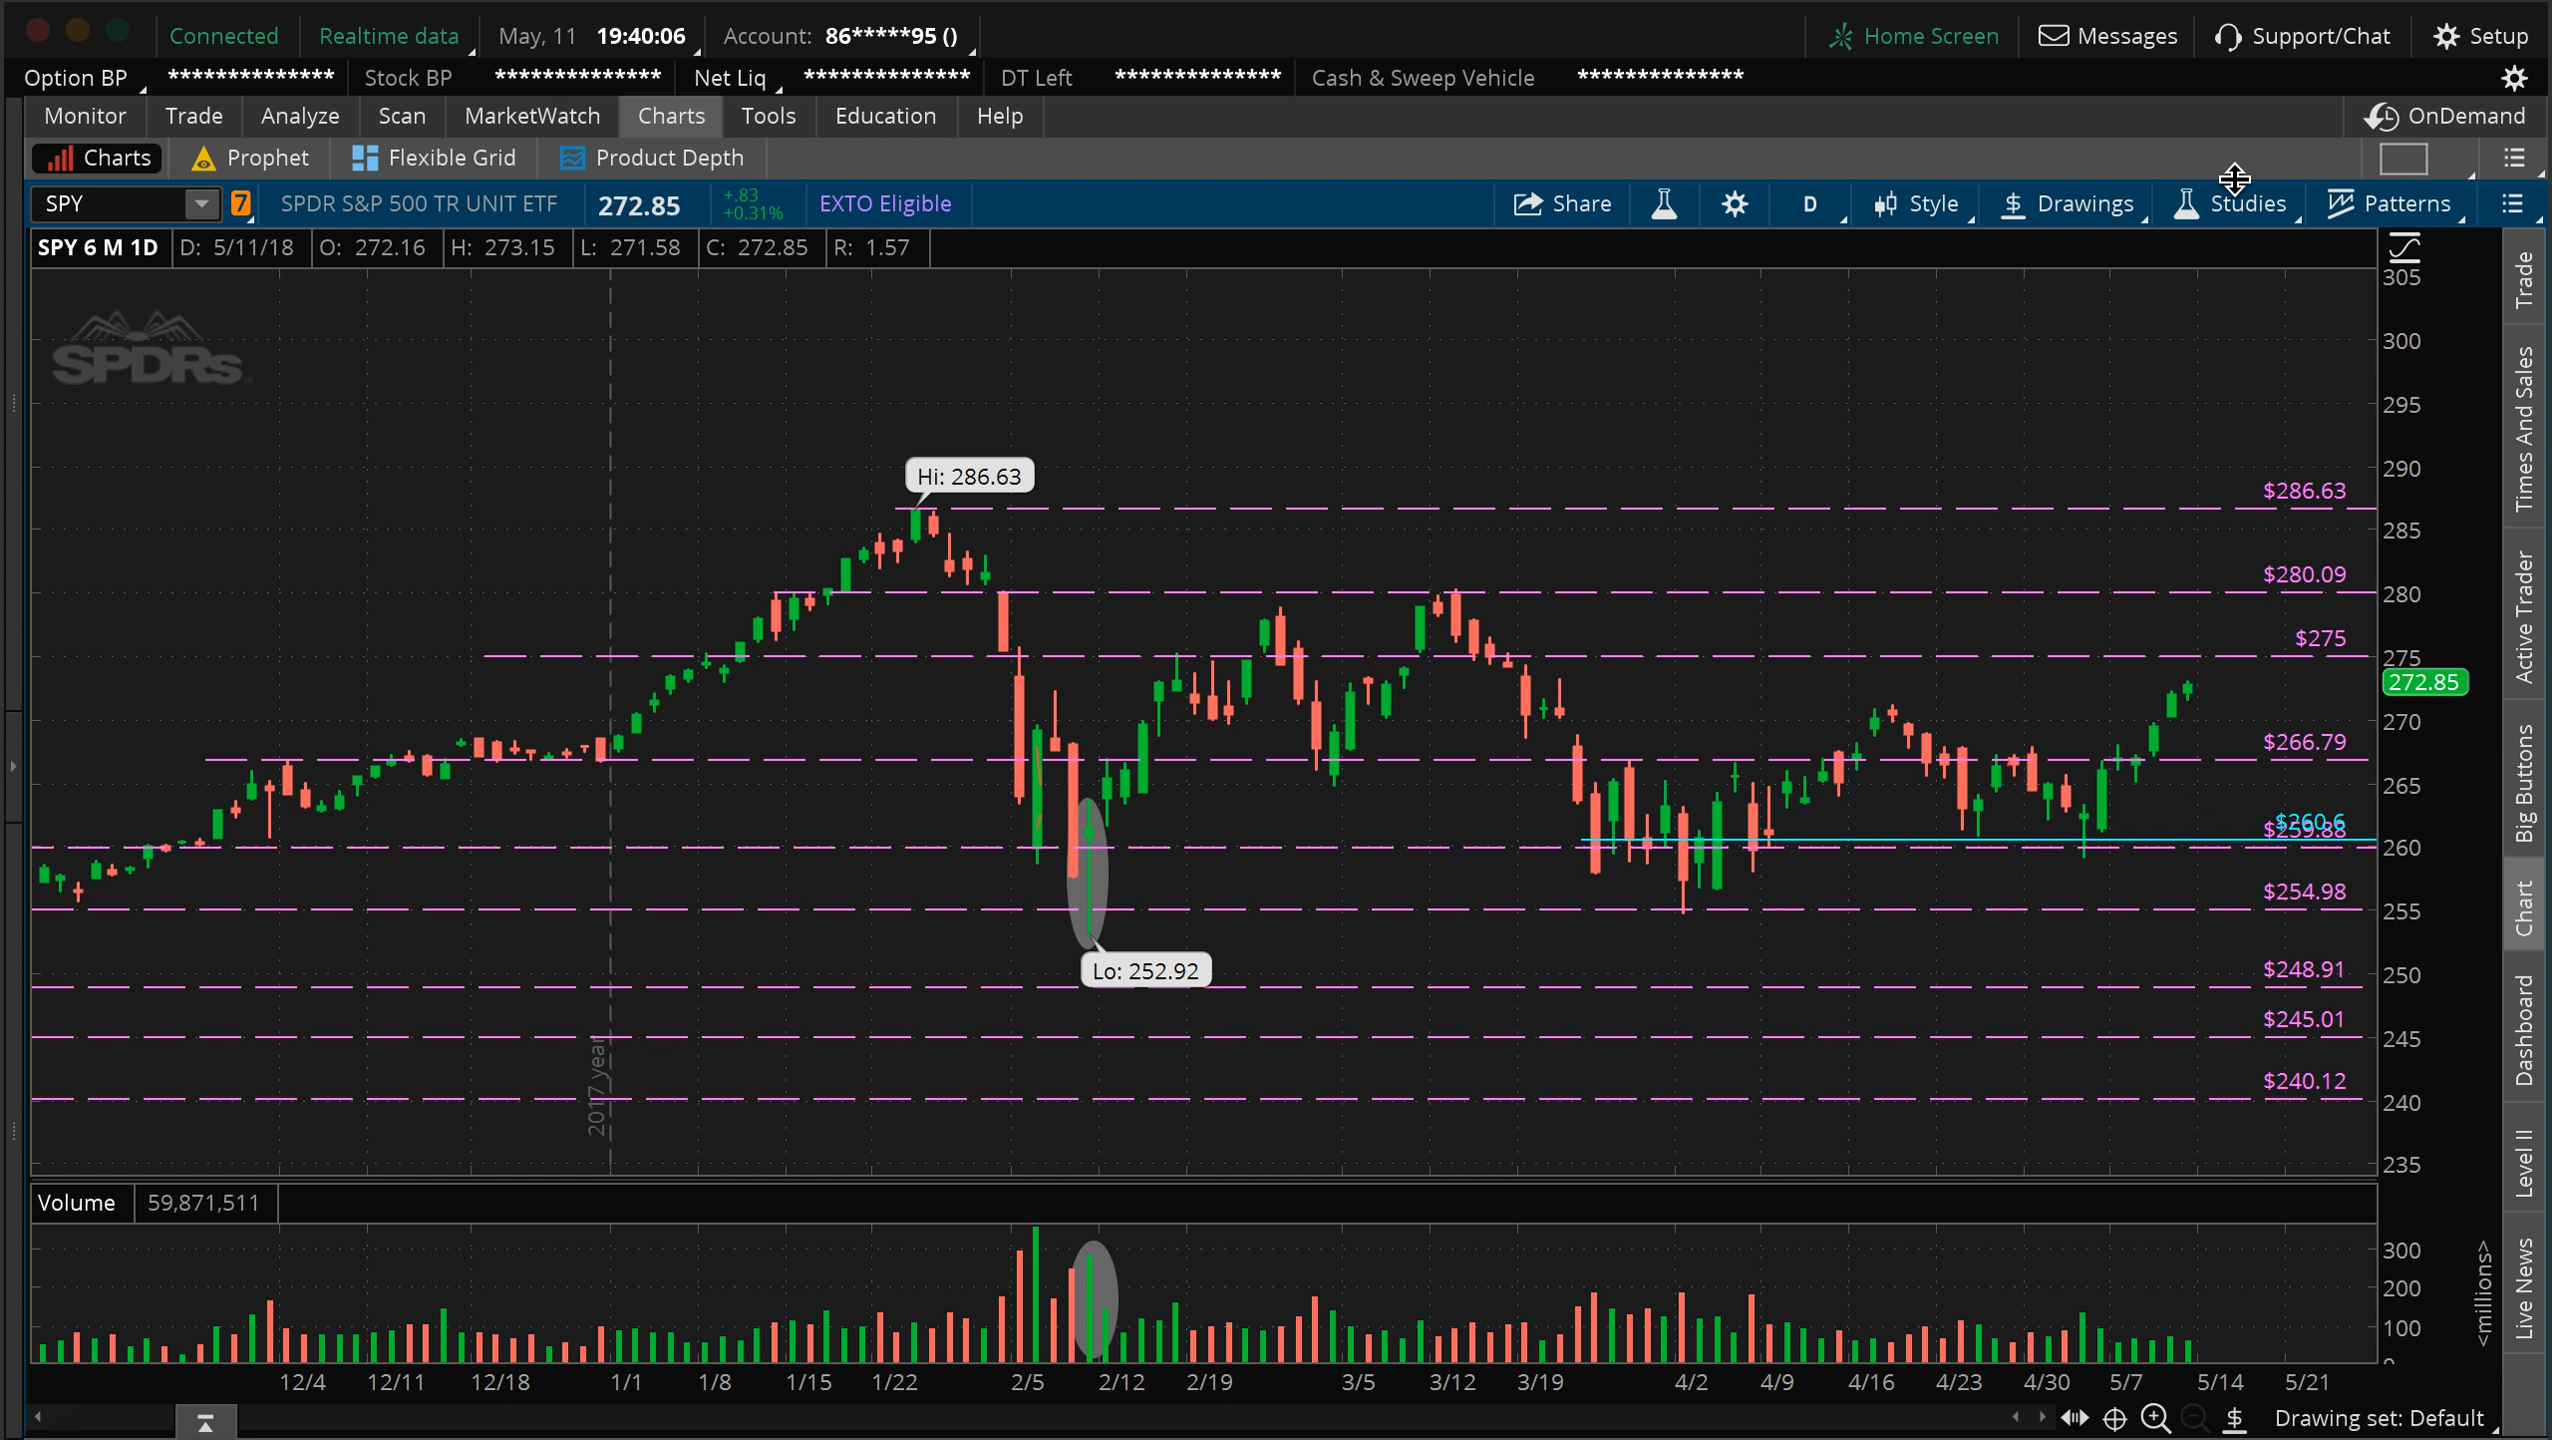 Connected Realtime data May, 11 19:40:06 Account: 86*****95 () Home Screen Messages Support/Chat Setup
Option BP ************** Stock BP ************** Net Liq ************** DT Left ************** Cash & Sweep Vehicle **************
Monitor Trade Analyze Scan MarketWatch Charts Tools Education Help OnDemand
Charts Prophet Flexible Grid Product Depth
SPY 7 SPDR S&P 500 TR UNIT ETF 272.85 +.83 +0.31% EXTO Eligible Share D Style $ Drawings Studies Patterns
SPY 6 M 1D D: 5/11/18 O: 272.16 H: 273.15 L: 271.58 C: 272.85 R: 1.57
SPDRs
Hi: 286.63
Lo: 252.92
$286.63
$280.09
$275
$266.79
$260.6
$259.88
$254.98
$248.91
$245.01
$240.12
305
300
295
290
285
280
275
272.85
270
265
260
255
250
245
240
235
2017 year
Volume 59,871,511
300
200
100
0
<millions>
12/4 12/11 12/18 1/1 1/8 1/15 1/22 2/5 2/12 2/19 3/5 3/12 3/19 4/2 4/9 4/16 4/23 4/30 5/7 5/14 5/21
$ Drawing set: Default
Trade
Times And Sales
Active Trader
Big Buttons
Chart
Dashboard
Level II
Live News